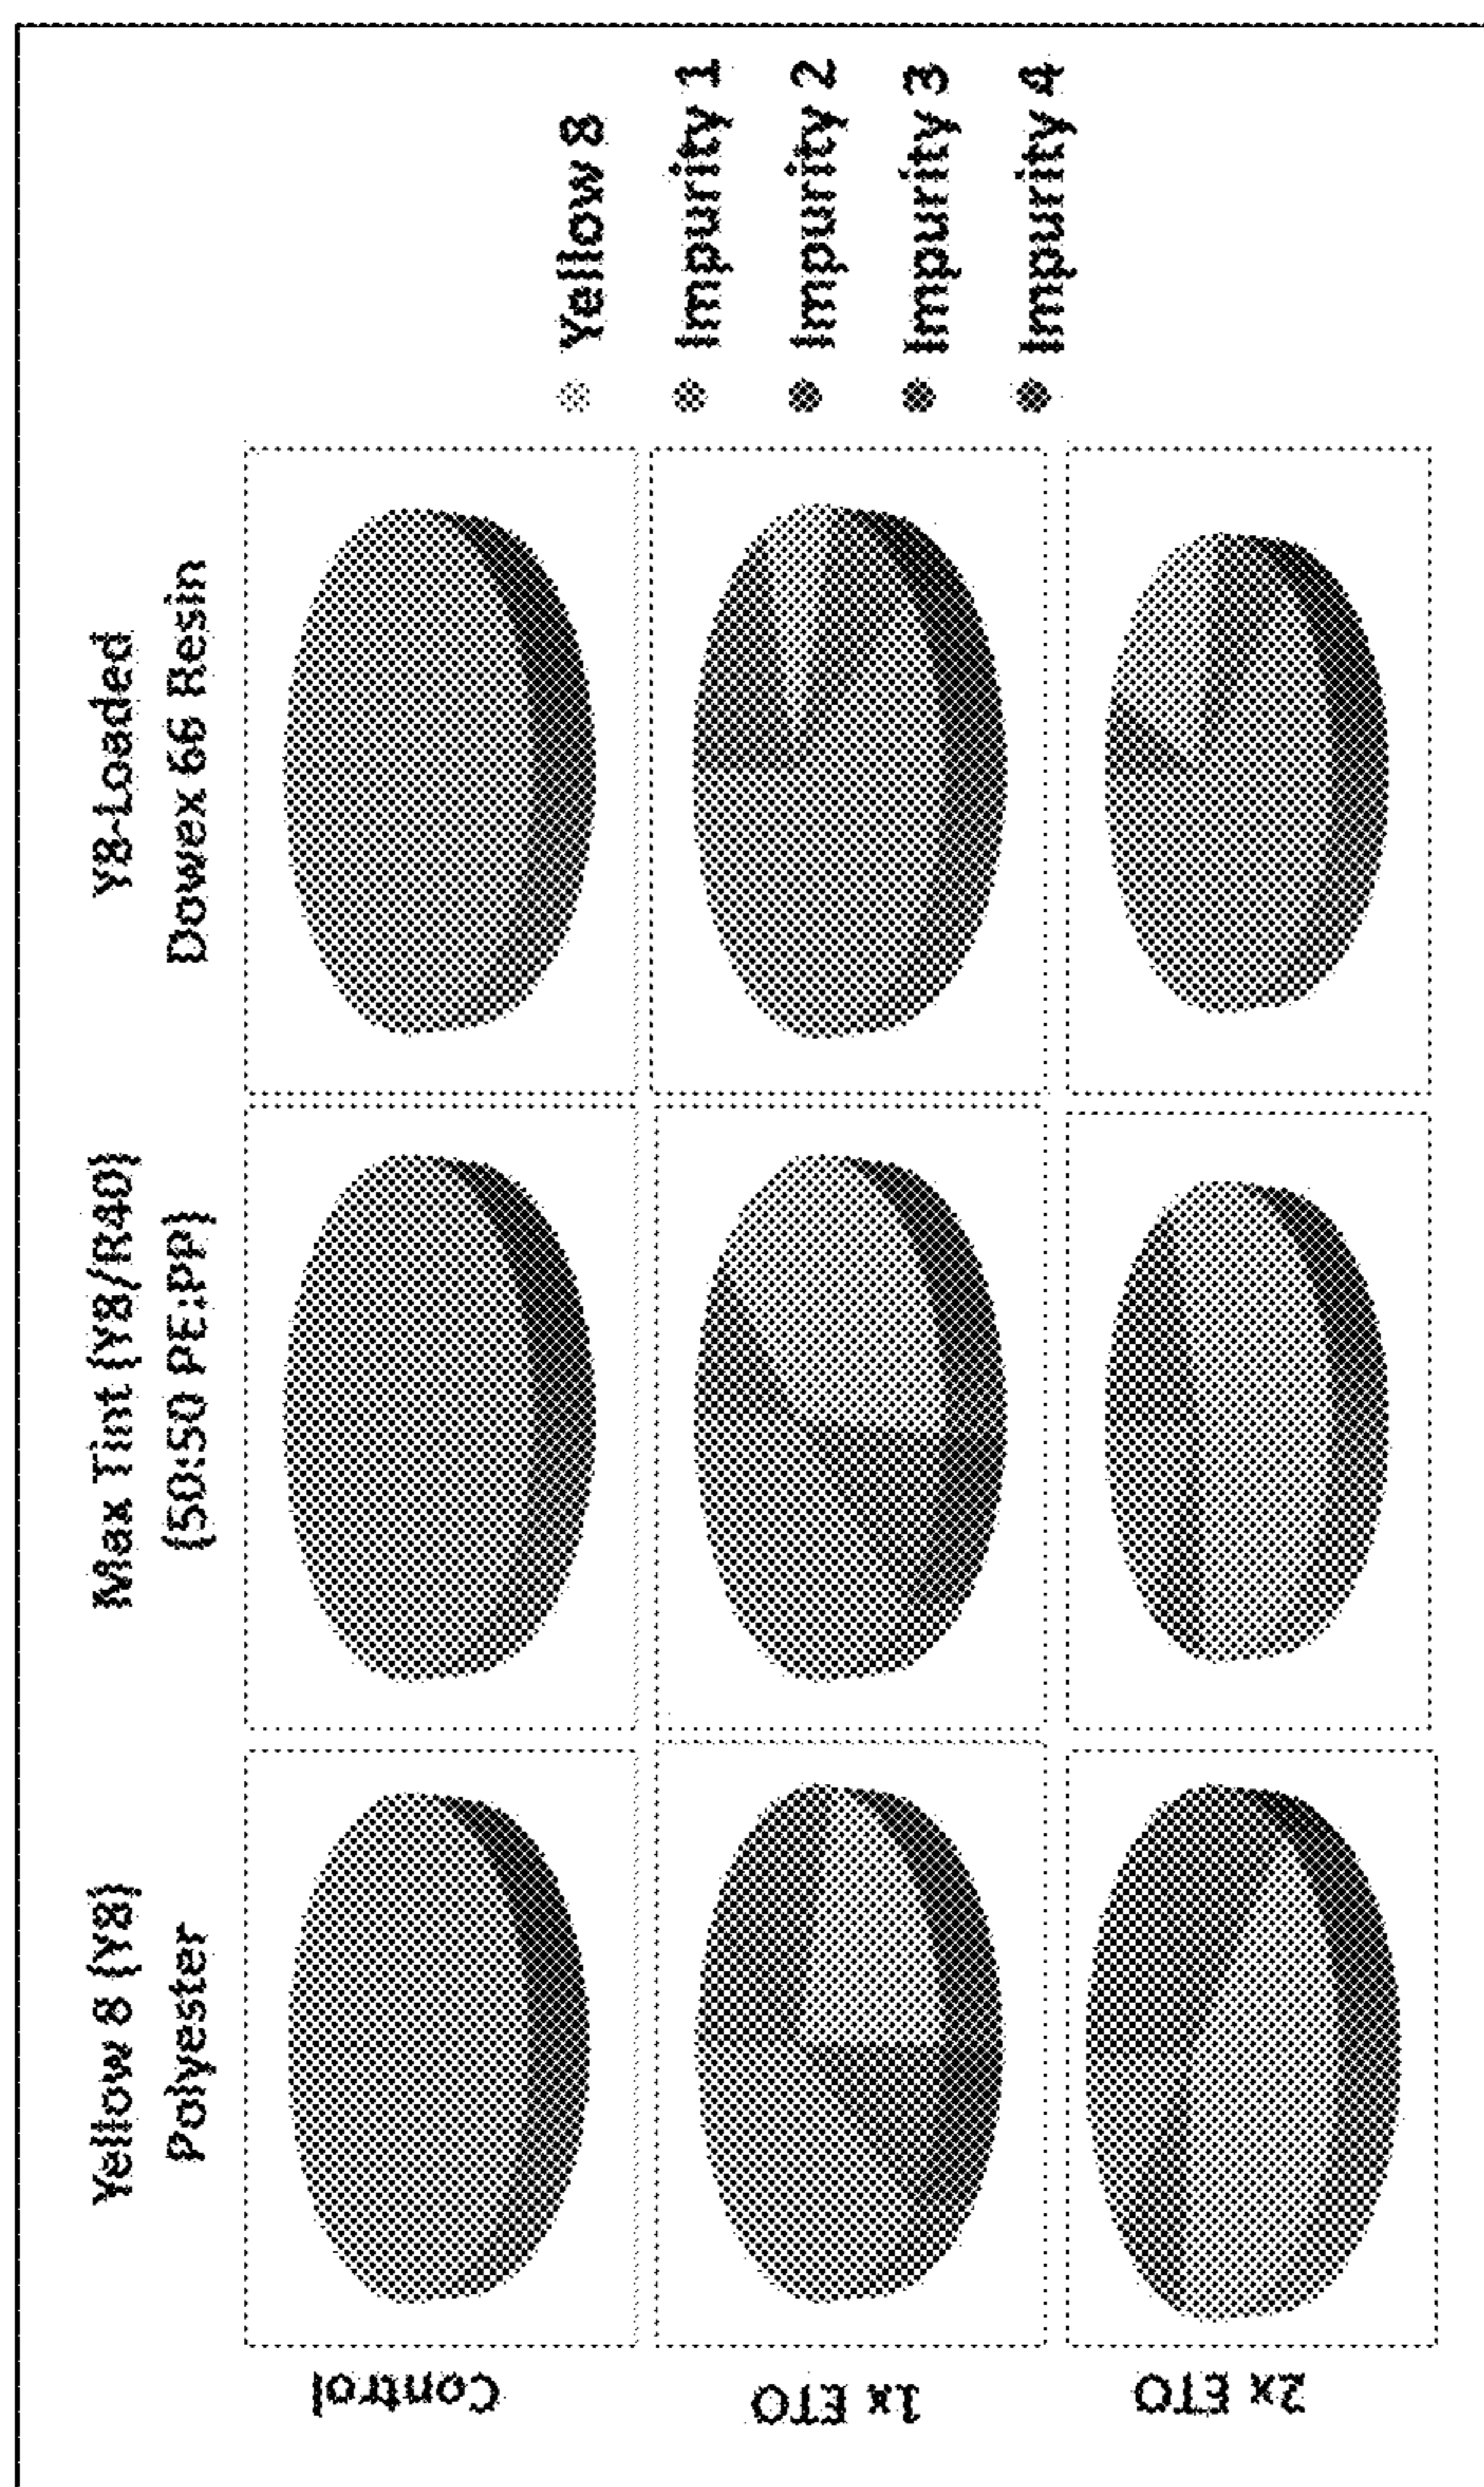 Yellow 8 (Y8)
Polyester
Max Tint (Y8/R40)
(50:50 PE:PP)
Y8-Loaded
Dowex 66 Resin
Control
1x ETO
2x ETO
Yellow 8
Impurity 1
Impurity 2
Impurity 3
Impurity 4